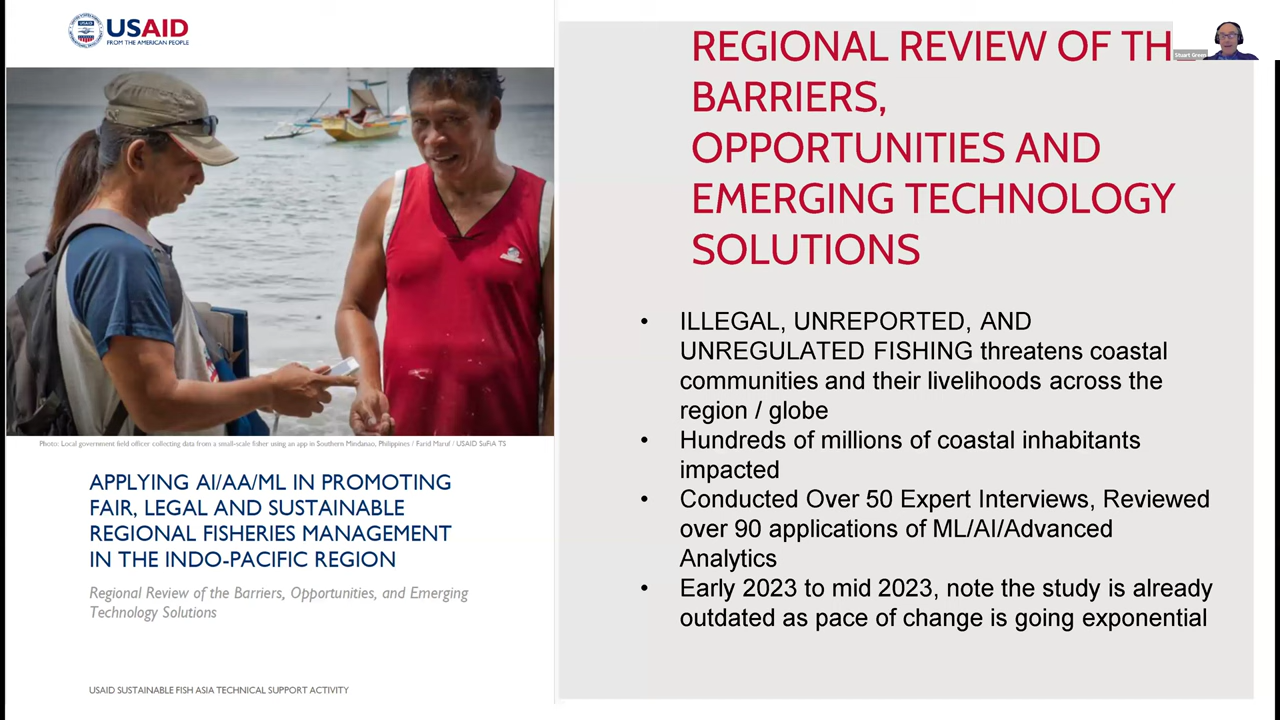 USAID
FROM THE AMERICAN PEOPLE
Photo: Local government field officer collecting data from a small-scale fisher using an app in Southern Mindanao, Philippines / Farid Maruf / USAID SuFiA TS
APPLYING AI/AA/ML IN PROMOTING
FAIR, LEGAL AND SUSTAINABLE
REGIONAL FISHERIES MANAGEMENT
IN THE INDO-PACIFIC REGION
Regional Review of the Barriers, Opportunities, and Emerging
Technology Solutions
USAID SUSTAINABLE FISH ASIA TECHNICAL SUPPORT ACTIVITY
REGIONAL REVIEW OF TH
BARRIERS,
OPPORTUNITIES AND
EMERGING TECHNOLOGY
SOLUTIONS
• ILLEGAL, UNREPORTED, AND
UNREGULATED FISHING threatens coastal
communities and their livelihoods across the
region / globe
• Hundreds of millions of coastal inhabitants
impacted
• Conducted Over 50 Expert Interviews, Reviewed
over 90 applications of ML/AI/Advanced
Analytics
• Early 2023 to mid 2023, note the study is already
outdated as pace of change is going exponential
Stuart Green